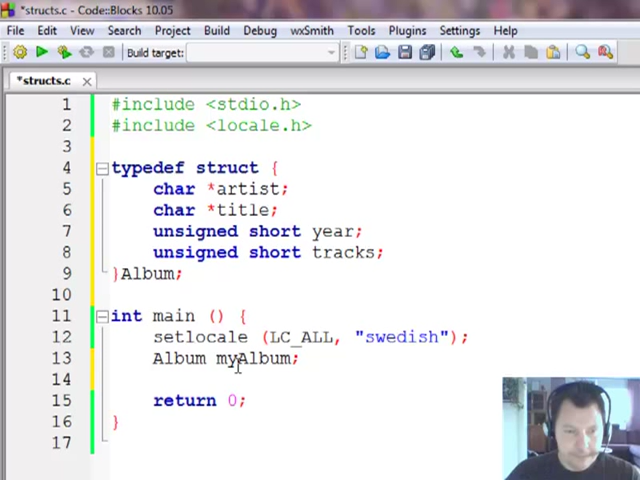 *structs.c - Code::Blocks 10.05
File Edit View Search Project Build Debug wxSmith Tools Plugins Settings Help
Build target:
*structs.c
1 #include <stdio.h>
2 #include <locale.h>
3
4 typedef struct {
5 char *artist;
6 char *title;
7 unsigned short year;
8 unsigned short tracks;
9 }Album;
10
11 int main () {
12 setlocale (LC_ALL, "swedish");
13 Album myAlbum;
14
15 return 0;
16 }
17